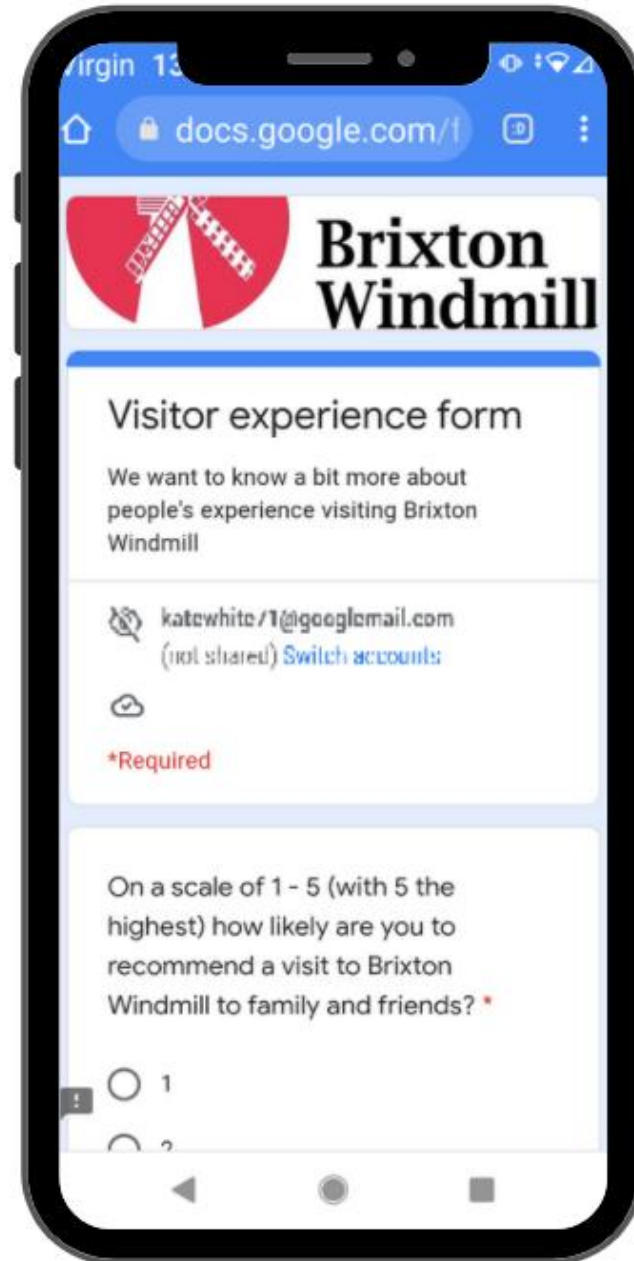 Virgin 13
docs.google.com/f
:D
Brixton
Windmill
Visitor experience form
We want to know a bit more about
people's experience visiting Brixton
Windmill
katewhite71@googlemail.com
(not shared) Switch accounts
*Required
On a scale of 1 - 5 (with 5 the
highest) how likely are you to
recommend a visit to Brixton
Windmill to family and friends? *
1
2